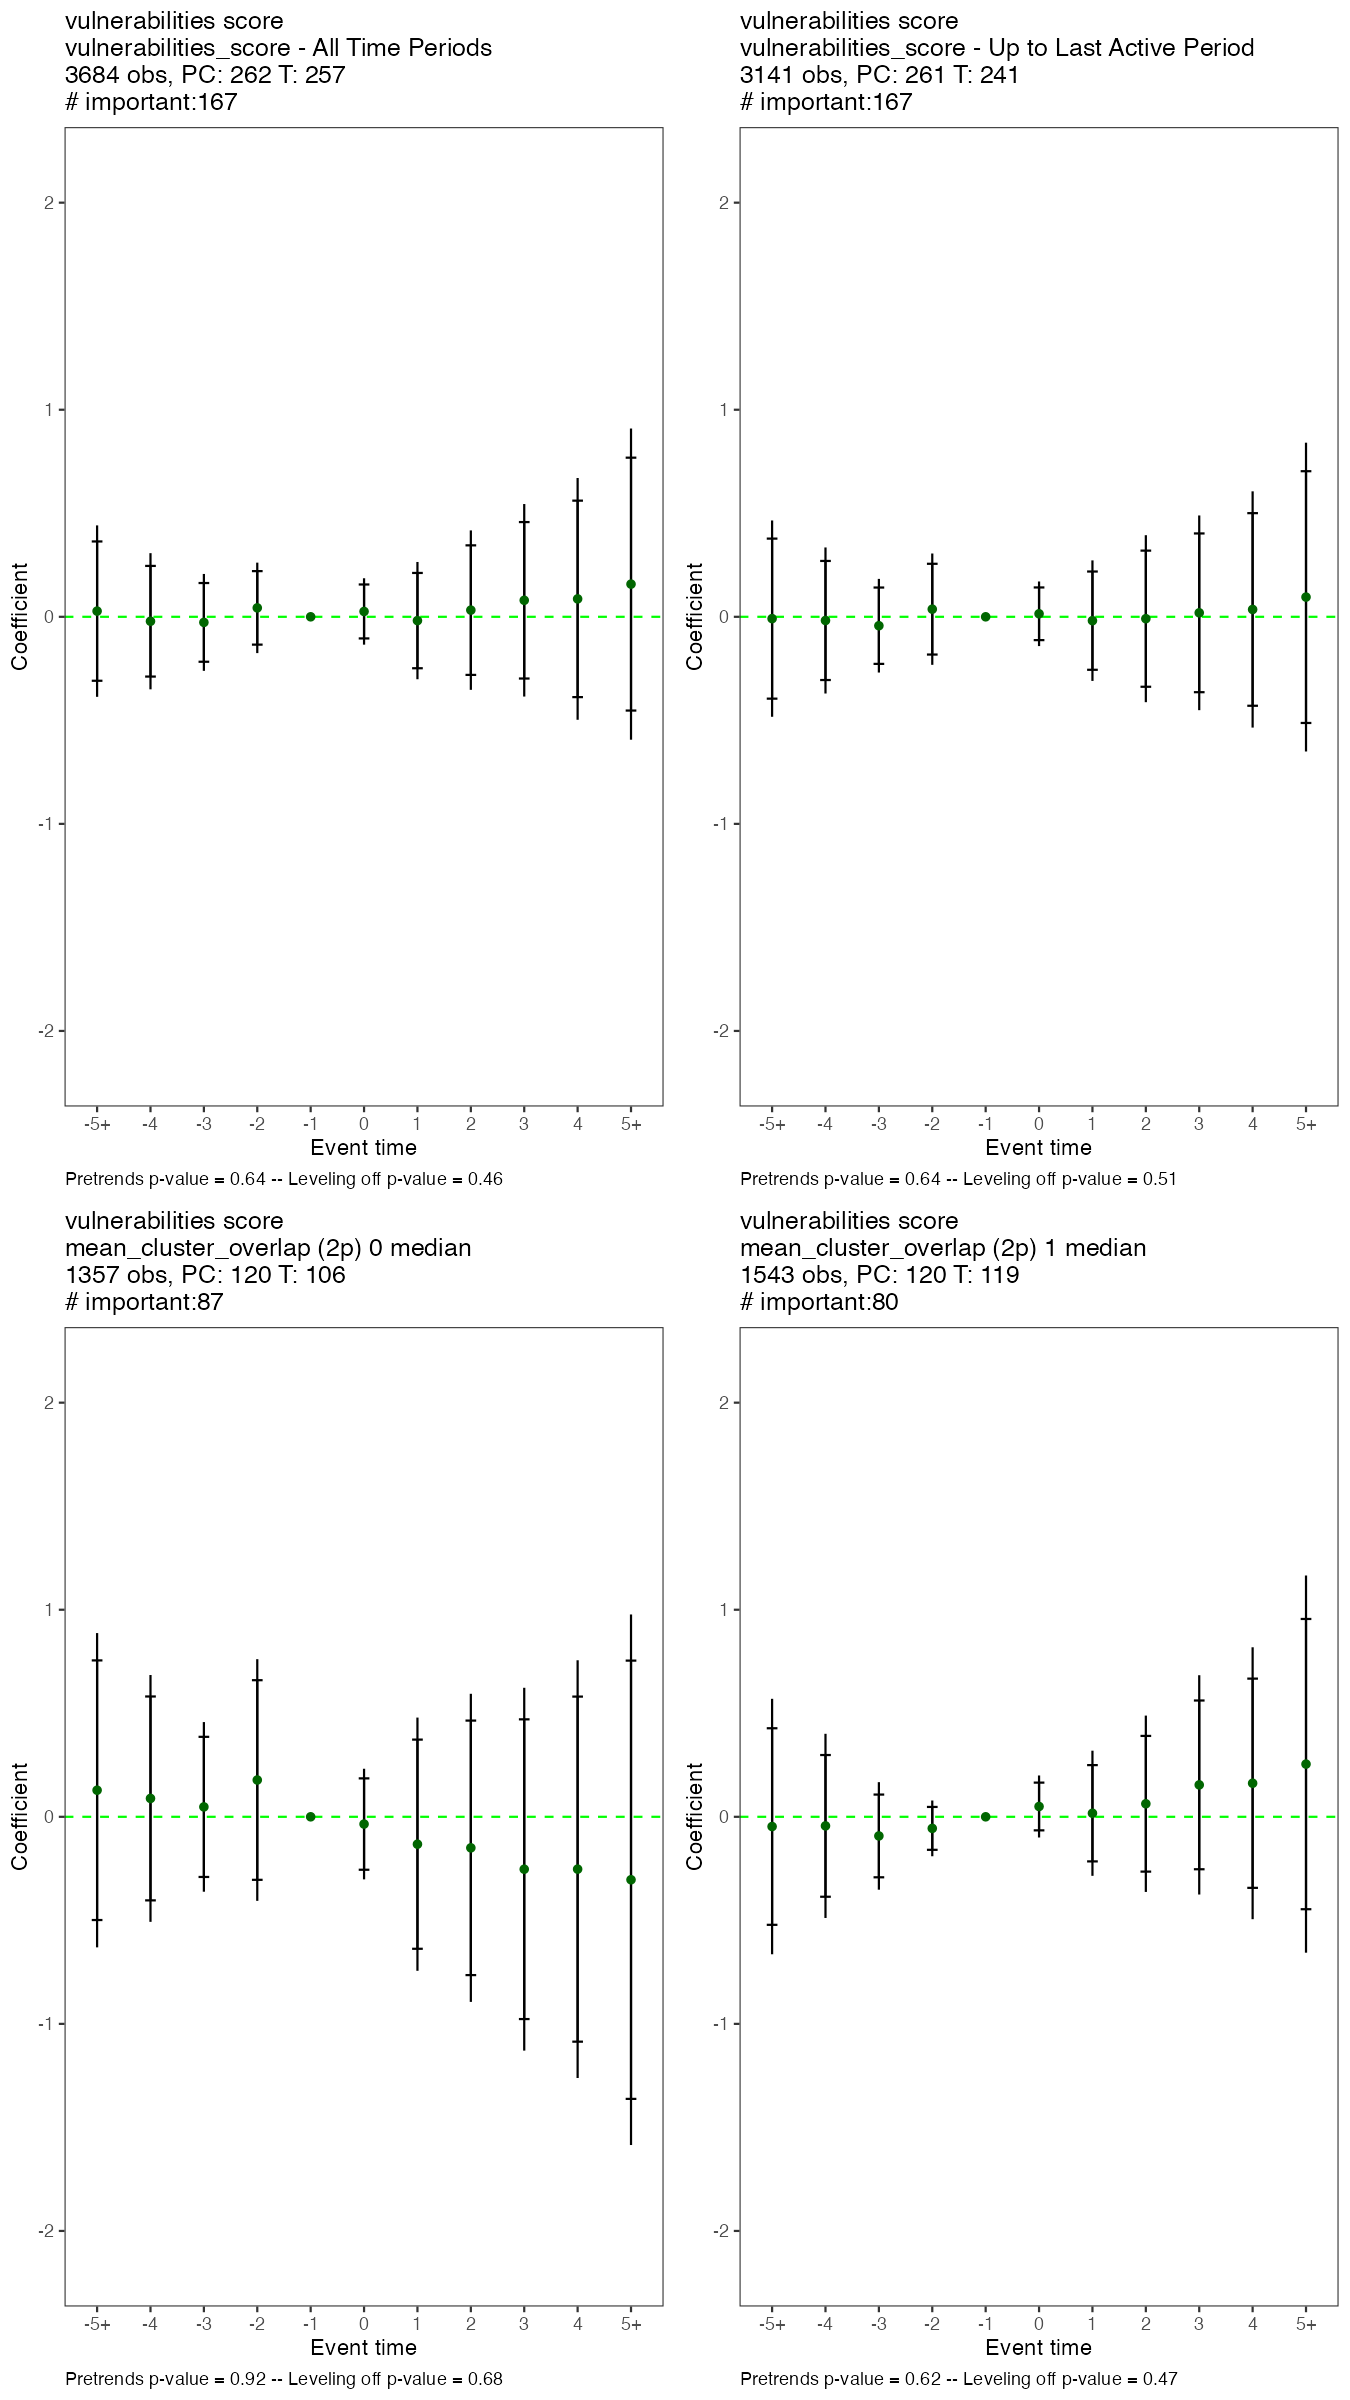 vulnerabilities score
vulnerabilities_score - All Time Periods
3684 obs, PC: 262 T: 257
# important:167
2
1
0
-1
-2
Coefficient
-5+ -4 -3 -2 -1 0 1 2 3 4 5+
Event time
Pretrends p-value = 0.64 -- Leveling off p-value = 0.46
vulnerabilities score
vulnerabilities_score - Up to Last Active Period
3141 obs, PC: 261 T: 241
# important:167
2
1
0
-1
-2
Coefficient
-5+ -4 -3 -2 -1 0 1 2 3 4 5+
Event time
Pretrends p-value = 0.64 -- Leveling off p-value = 0.51
vulnerabilities score
mean_cluster_overlap (2p) 0 median
1357 obs, PC: 120 T: 106
# important:87
2
1
0
-1
-2
Coefficient
-5+ -4 -3 -2 -1 0 1 2 3 4 5+
Event time
Pretrends p-value = 0.92 -- Leveling off p-value = 0.68
vulnerabilities score
mean_cluster_overlap (2p) 1 median
1543 obs, PC: 120 T: 119
# important:80
2
1
0
-1
-2
Coefficient
-5+ -4 -3 -2 -1 0 1 2 3 4 5+
Event time
Pretrends p-value = 0.62 -- Leveling off p-value = 0.47